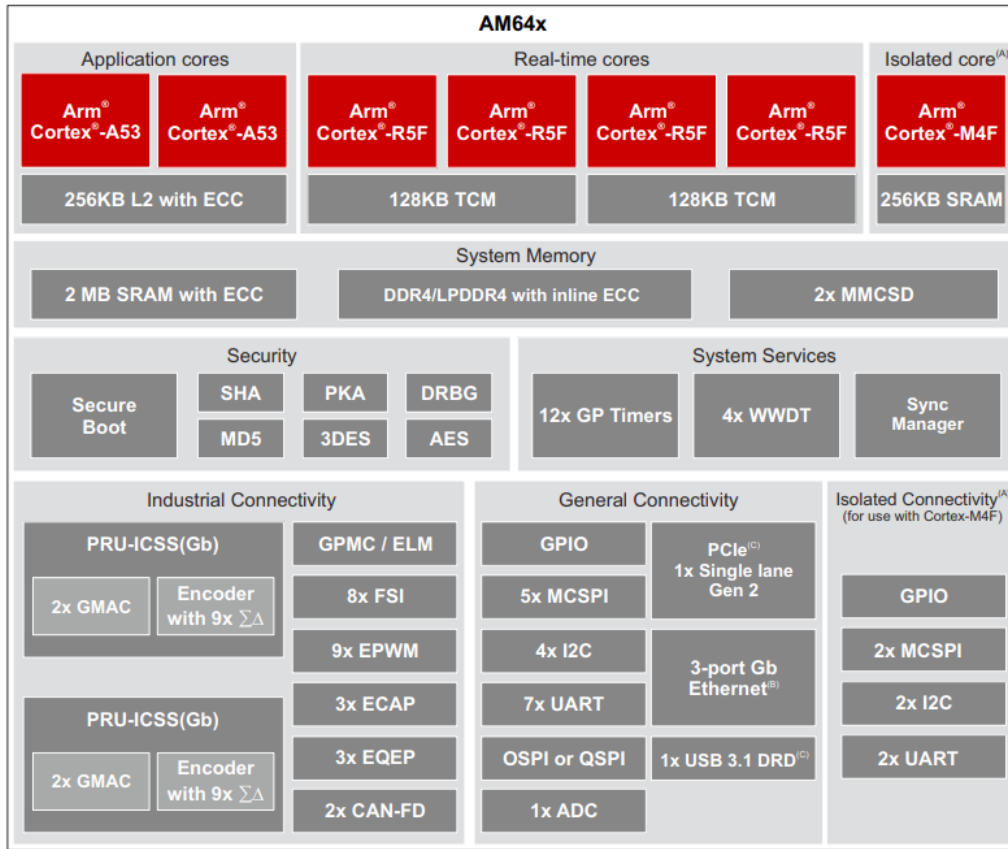 AM64x
Application cores
Arm®
Cortex®-A53
Arm®
Cortex®-A53
256KB L2 with ECC
Real-time cores
Arm®
Cortex®-R5F
Arm®
Cortex®-R5F
Arm®
Cortex®-R5F
Arm®
Cortex®-R5F
128KB TCM
128KB TCM
Isolated core(A)
Arm®
Cortex®-M4F
256KB SRAM
System Memory
2 MB SRAM with ECC
DDR4/LPDDR4 with inline ECC
2x MMCSD
Security
Secure
Boot
SHA
PKA
DRBG
MD5
3DES
AES
System Services
12x GP Timers
4x WWDT
Sync
Manager
Industrial Connectivity
PRU-ICSS(Gb)
2x GMAC
Encoder
with 9x ΣΔ
PRU-ICSS(Gb)
2x GMAC
Encoder
with 9x ΣΔ
GPMC / ELM
8x FSI
9x EPWM
3x ECAP
3x EQEP
2x CAN-FD
General Connectivity
GPIO
5x MCSPI
4x I2C
7x UART
OSPI or QSPI
1x ADC
PCIe(C)
1x Single lane
Gen 2
3-port Gb
Ethernet(B)
1x USB 3.1 DRD(C)
Isolated Connectivity(A)
(for use with Cortex-M4F)
GPIO
2x MCSPI
2x I2C
2x UART